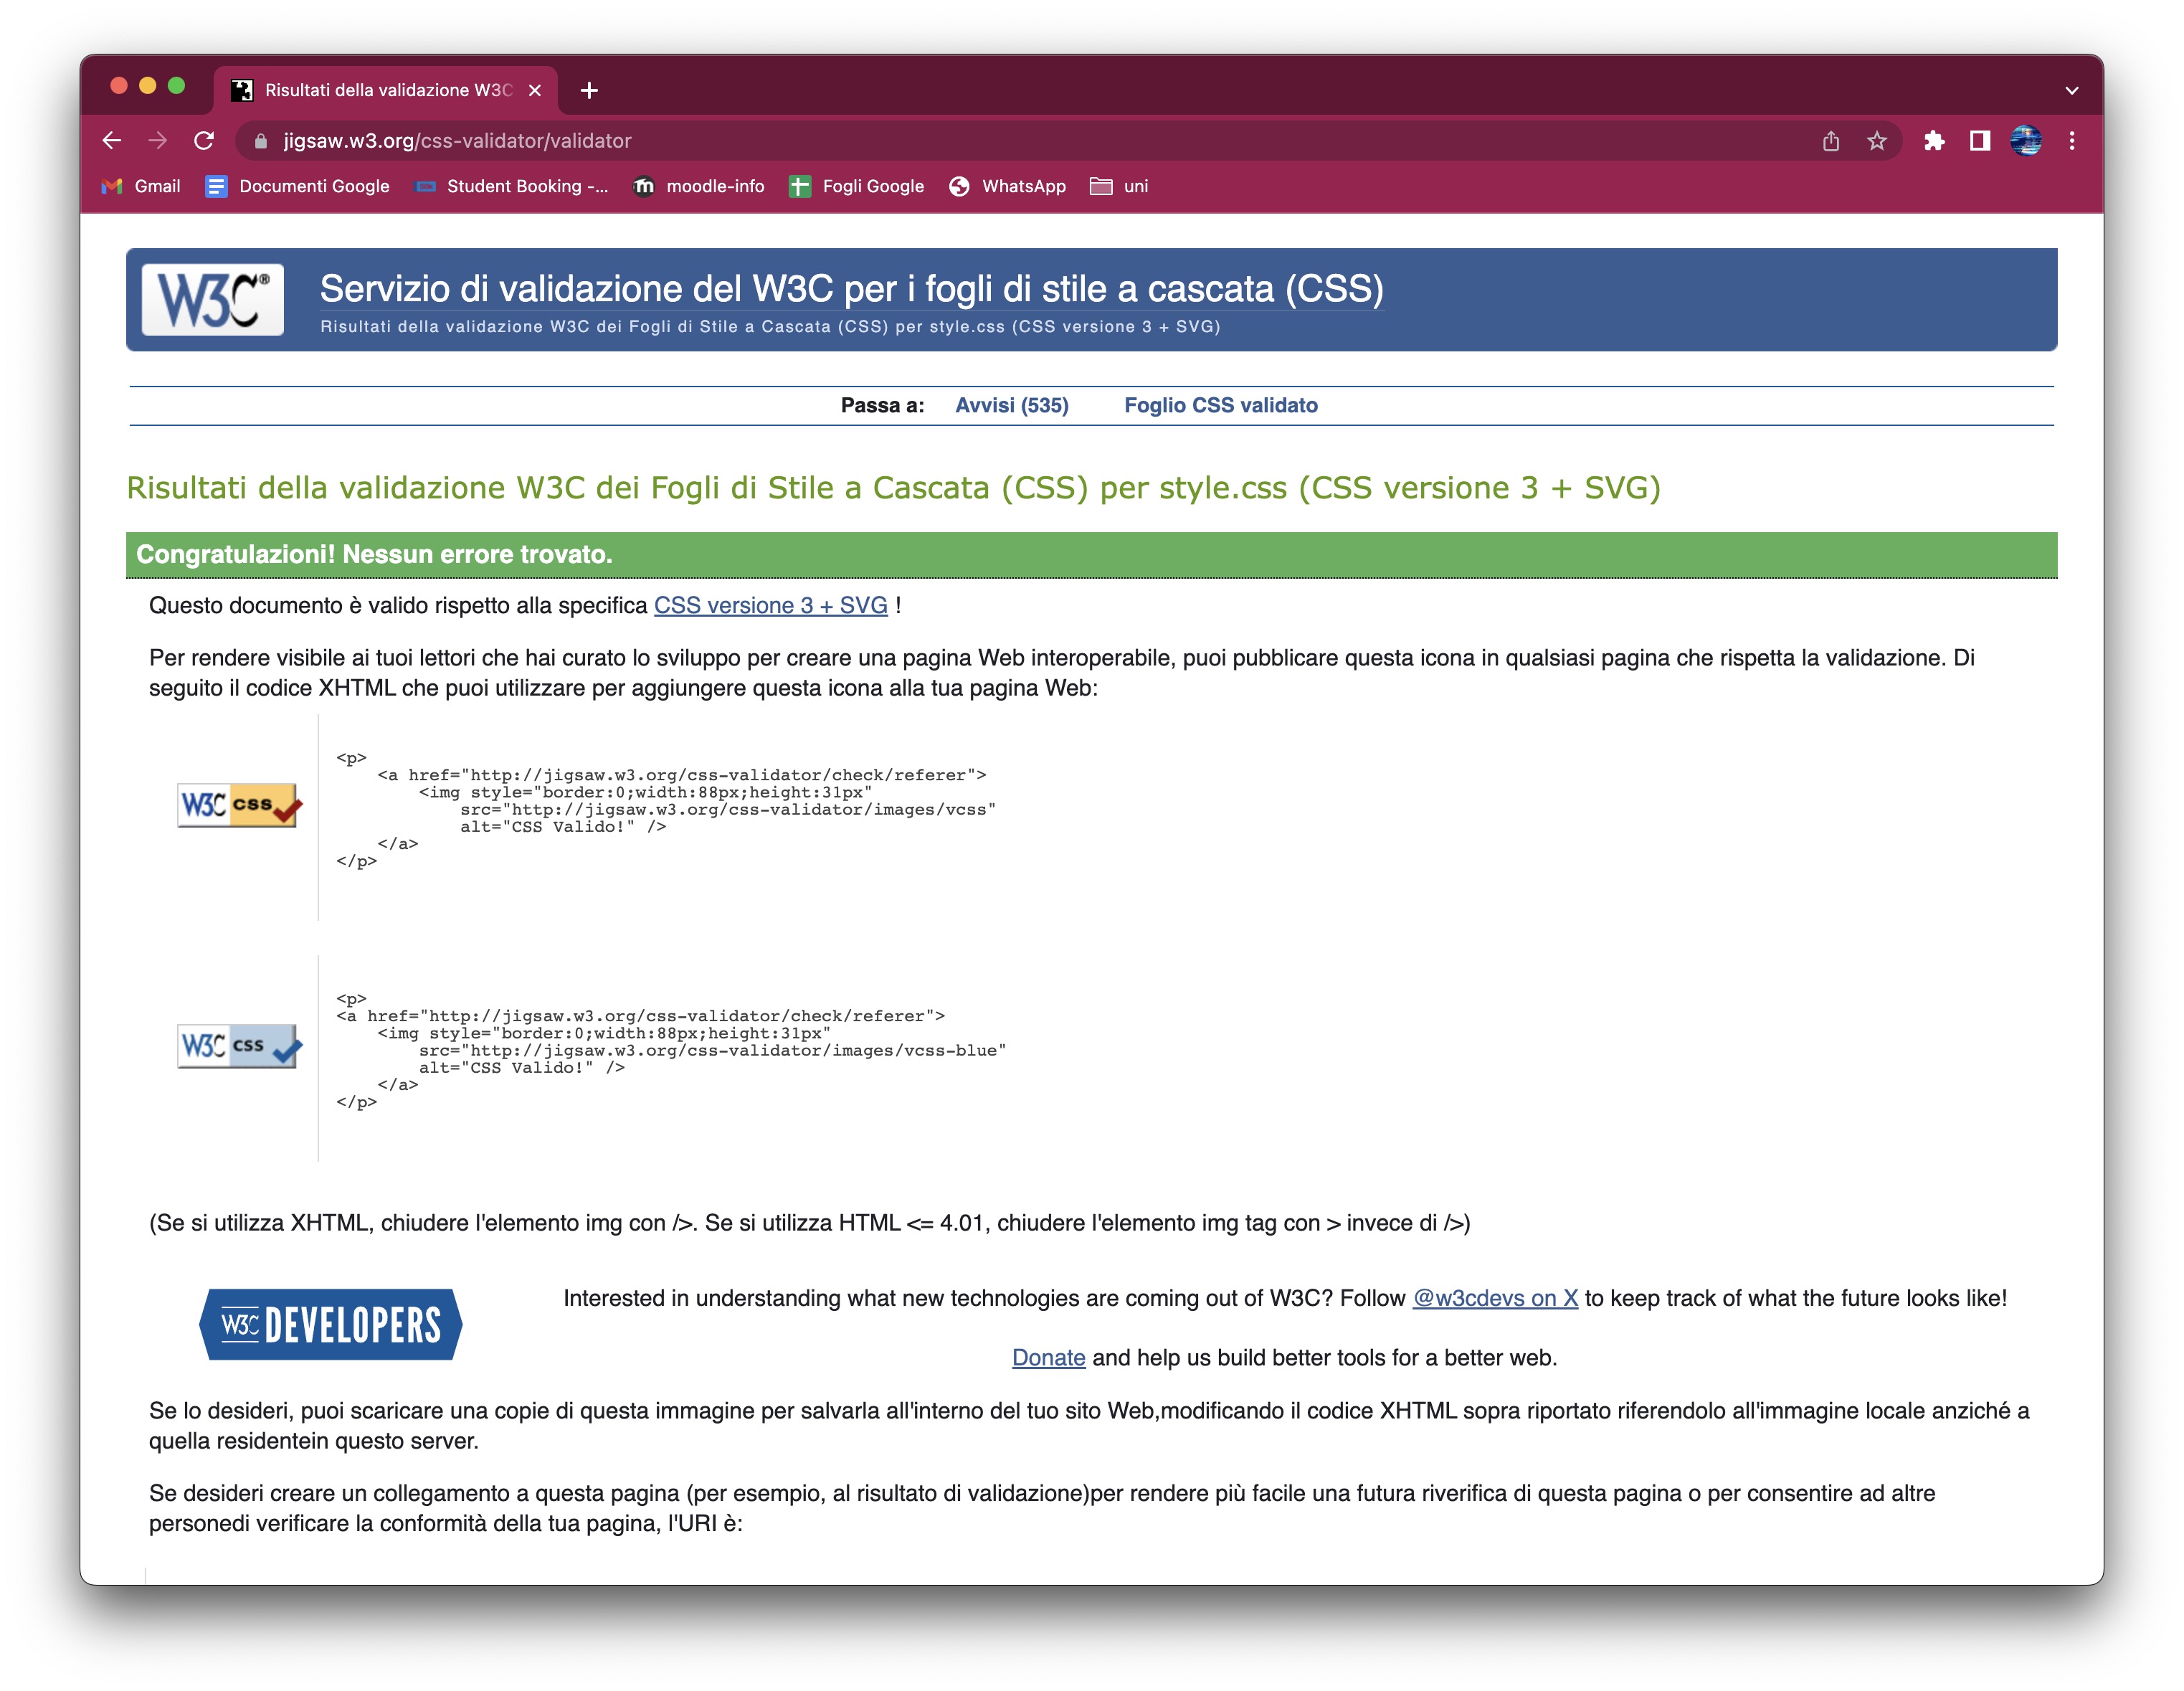 Risultati della validazione W3C
jigsaw.w3.org/css-validator/validator
Gmail Documenti Google Student Booking -... moodle-info Fogli Google WhatsApp uni
W3C® Servizio di validazione del W3C per i fogli di stile a cascata (CSS)
Risultati della validazione W3C dei Fogli di Stile a Cascata (CSS) per style.css (CSS versione 3 + SVG)
Passa a: Avvisi (535) Foglio CSS validato
Risultati della validazione W3C dei Fogli di Stile a Cascata (CSS) per style.css (CSS versione 3 + SVG)
Congratulazioni! Nessun errore trovato.
Questo documento è valido rispetto alla specifica CSS versione 3 + SVG !
Per rendere visibile ai tuoi lettori che hai curato lo sviluppo per creare una pagina Web interoperabile, puoi pubblicare questa icona in qualsiasi pagina che rispetta la validazione. Di
seguito il codice XHTML che puoi utilizzare per aggiungere questa icona alla tua pagina Web:
W3C css
<p>
<a href="http://jigsaw.w3.org/css-validator/check/referer">
<img style="border:0;width:88px;height:31px"
src="http://jigsaw.w3.org/css-validator/images/vcss"
alt="CSS Valido!" />
</a>
</p>
W3C css
<p>
<a href="http://jigsaw.w3.org/css-validator/check/referer">
<img style="border:0;width:88px;height:31px"
src="http://jigsaw.w3.org/css-validator/images/vcss-blue"
alt="CSS Valido!" />
</a>
</p>
(Se si utilizza XHTML, chiudere l'elemento img con />. Se si utilizza HTML <= 4.01, chiudere l'elemento img tag con > invece di />)
W3C DEVELOPERS
Interested in understanding what new technologies are coming out of W3C? Follow @w3cdevs on X to keep track of what the future looks like!
Donate and help us build better tools for a better web.
Se lo desideri, puoi scaricare una copie di questa immagine per salvarla all'interno del tuo sito Web,modificando il codice XHTML sopra riportato riferendolo all'immagine locale anziché a
quella residentein questo server.
Se desideri creare un collegamento a questa pagina (per esempio, al risultato di validazione)per rendere più facile una futura riverifica di questa pagina o per consentire ad altre
personedi verificare la conformità della tua pagina, l'URI è: